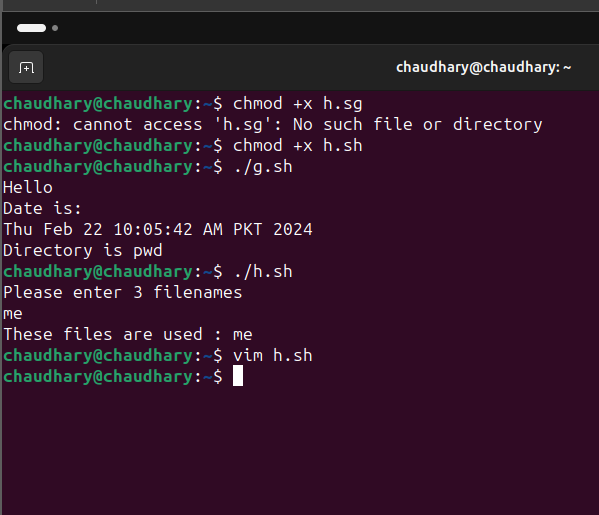 chaudhary@chaudhary: ~
chaudhary@chaudhary:~$ chmod +x h.sg
chmod: cannot access 'h.sg': No such file or directory
chaudhary@chaudhary:~$ chmod +x h.sh
chaudhary@chaudhary:~$ ./g.sh
Hello
Date is:
Thu Feb 22 10:05:42 AM PKT 2024
Directory is pwd
chaudhary@chaudhary:~$ ./h.sh
Please enter 3 filenames
me
These files are used : me
chaudhary@chaudhary:~$ vim h.sh
chaudhary@chaudhary:~$